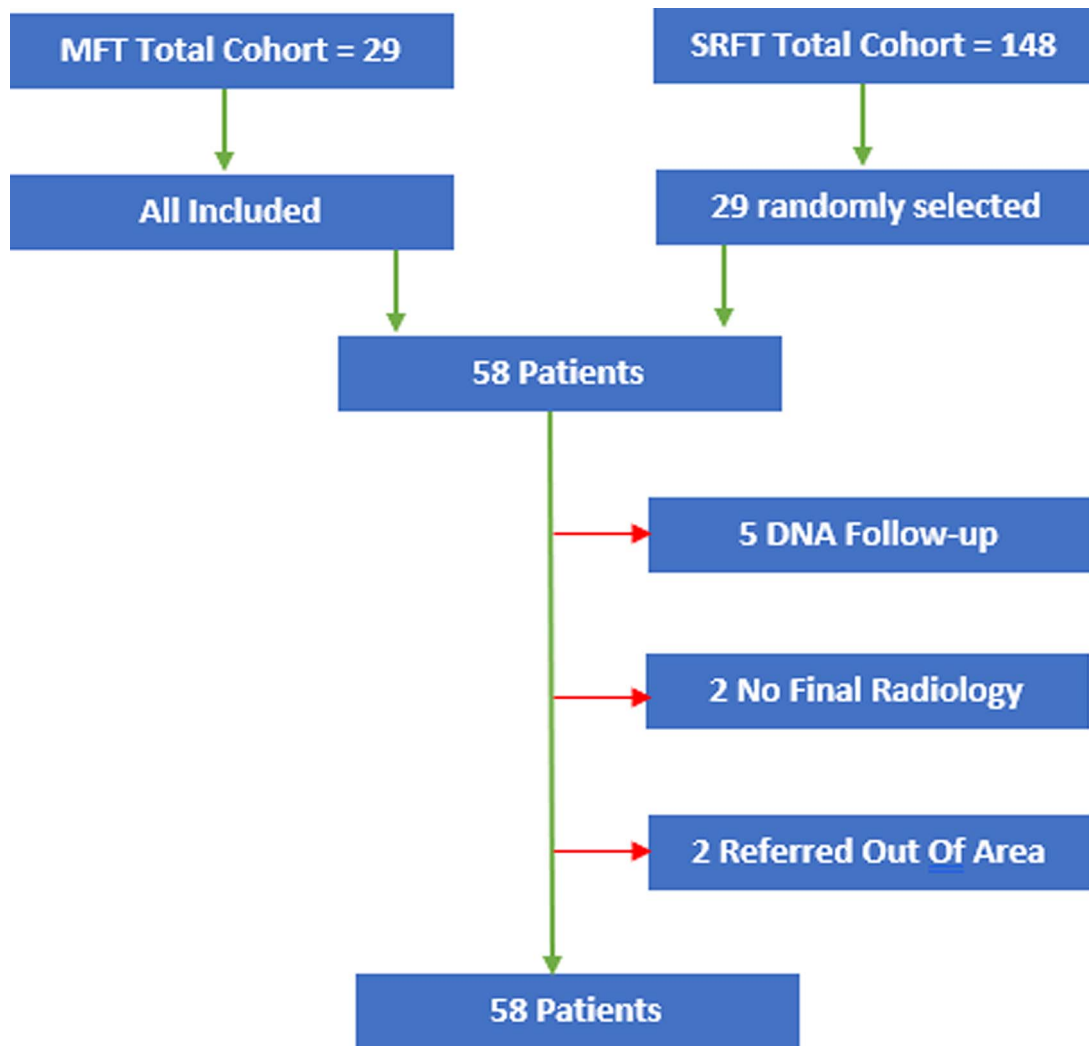 MFT Total Cohort = 29
SRFT Total Cohort = 148
All Included
29 randomly selected
58 Patients
5 DNA Follow-up
2 No Final Radiology
2 Referred Out Of Area
58 Patients